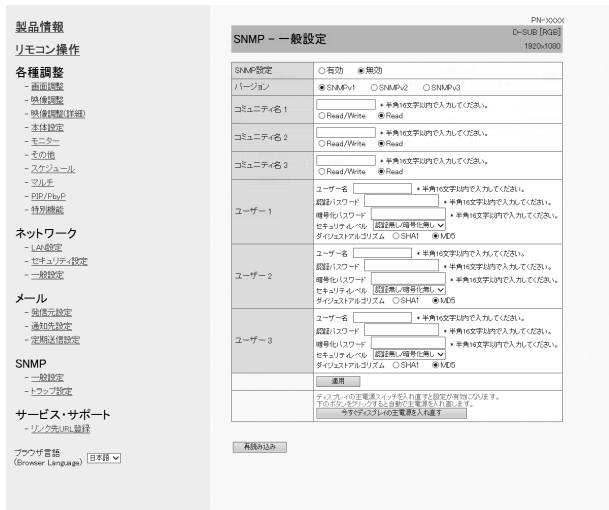 製品情報
リモコン操作
各種調整
- 画面調整
- 映像調整
- 映像調整(詳細)
- 本体設定
- モニター
- その他
- スケジュール
- マルチ
- PIP/PbyP
- 特別機能
ネットワーク
- LAN設定
- セキュリティ設定
- 一般設定
メール
- 発信元設定
- 通知先設定
- 定期送信設定
SNMP
- 一般設定
- トラップ設定
サービス・サポート
- リンク先URL登録
ブラウザ言語
(Browser Language) 日本語
PN-xxxx
SNMP - 一般設定
D-SUB [RGB]
1920x1080
SNMP設定 有効 無効
バージョン SNMPv1 SNMPv2 SNMPv3
コミュニティ名 1 * 半角16文字以内で入力してください。
Read/Write Read
コミュニティ名 2 * 半角16文字以内で入力してください。
Read/Write Read
コミュニティ名 3 * 半角16文字以内で入力してください。
Read/Write Read
ユーザー 1
ユーザー名 * 半角16文字以内で入力してください。
認証パスワード * 半角16文字以内で入力してください。
暗号化パスワード * 半角16文字以内で入力してください。
セキュリティレベル 認証無し/暗号化無し
ダイジェストアルゴリズム SHA1 MD5
ユーザー 2
ユーザー名 * 半角16文字以内で入力してください。
認証パスワード * 半角16文字以内で入力してください。
暗号化パスワード * 半角16文字以内で入力してください。
セキュリティレベル 認証無し/暗号化無し
ダイジェストアルゴリズム SHA1 MD5
ユーザー 3
ユーザー名 * 半角16文字以内で入力してください。
認証パスワード * 半角16文字以内で入力してください。
暗号化パスワード * 半角16文字以内で入力してください。
セキュリティレベル 認証無し/暗号化無し
ダイジェストアルゴリズム SHA1 MD5
適用
ディスプレイの主電源スイッチを入れ直すと設定が有効になります。
下のボタンをクリックすると自動で主電源を入れ直します。
今すぐディスプレイの主電源を入れ直す
再読み込み